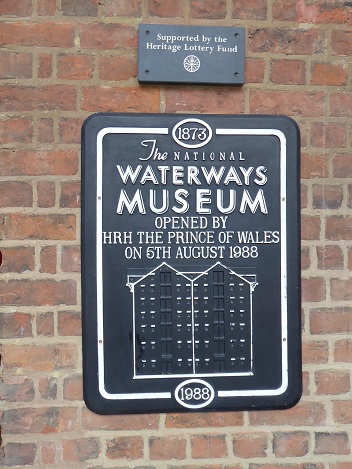 Supported by the
Heritage Lottery Fund
1873
The NATIONAL
WATERWAYS
MUSEUM
OPENED BY
HRH THE PRINCE OF WALES
ON 5TH AUGUST 1988
1988